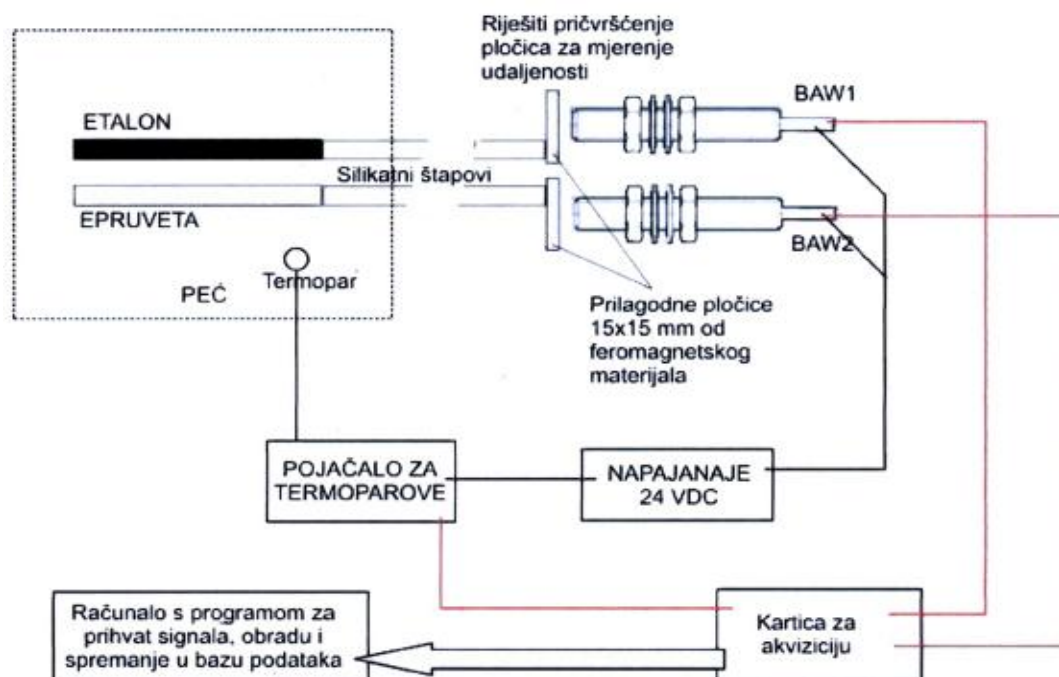 Riješiti pričvršćenje
pločica za mjerenje
udaljenosti
BAW1
ETALON
Silikatni štapovi
EPRUVETA
BAW2
Termopar
PEĆ
Prilagodne pločice
15x15 mm od
feromagnetskog
materijala
POJAČALO ZA
TERMOPAROVE
NAPAJANAJE
24 VDC
Računalo s programom za
prihvat signala, obradu i
spremanje u bazu podataka
Kartica za
akviziciju